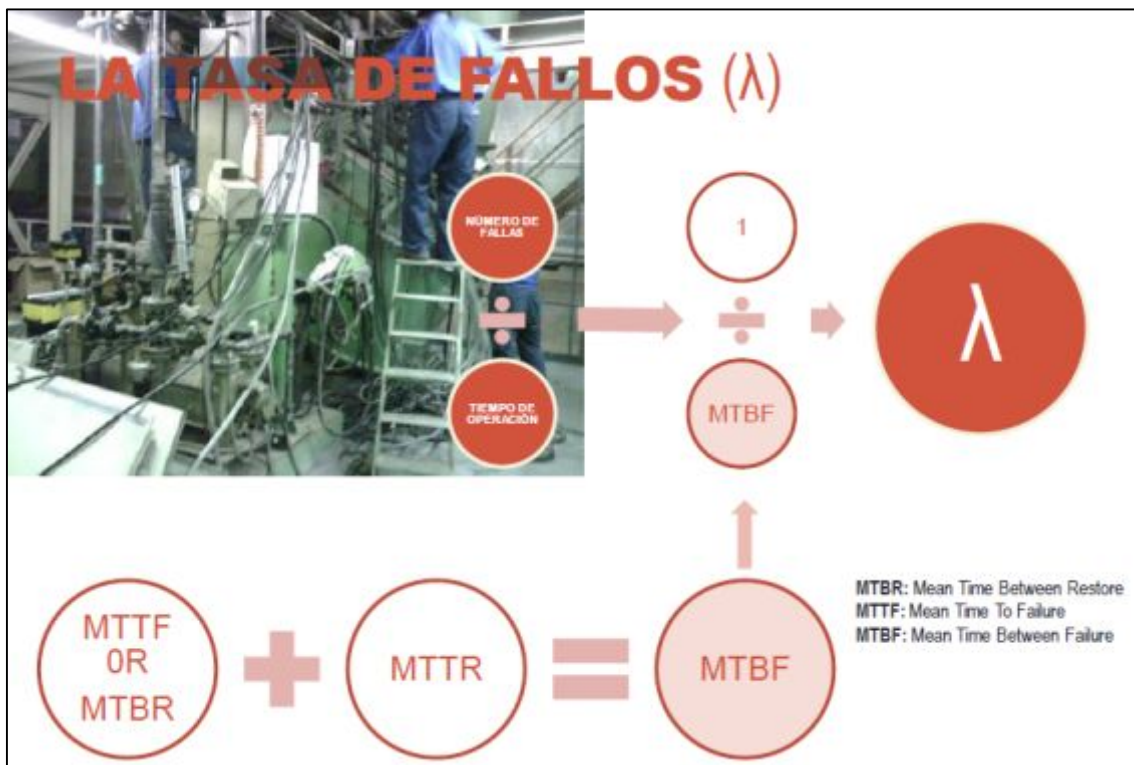 LA TASA DE FALLOS (λ)
NÚMERO DE
FALLAS
÷
TIEMPO DE
OPERACIÓN
1
÷
MTBF
λ
MTTF
0R
MTBR
+
MTTR
=
MTBF
MTBR: Mean Time Between Restore
MTTF: Mean Time To Failure
MTBF: Mean Time Between Failure